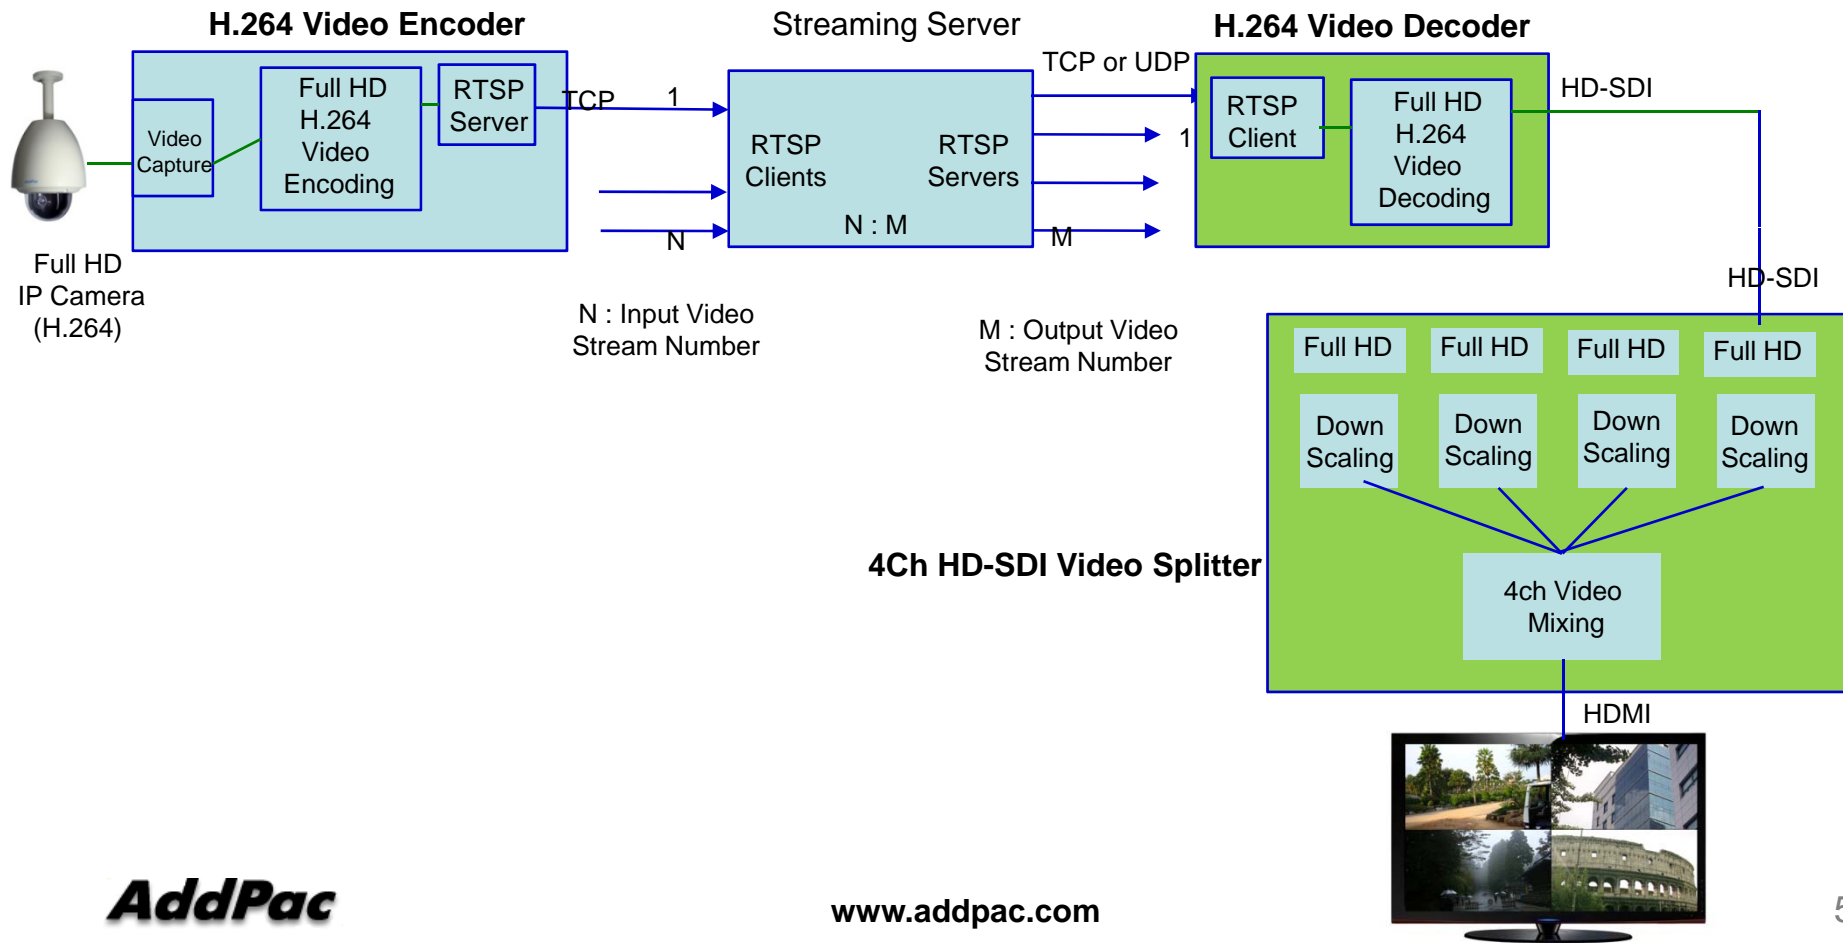 H.264 Video Encoder
Streaming Server
H.264 Video Decoder
Video
Capture
Full HD
H.264
Video
Encoding
RTSP
Server
TCP
1
N
RTSP
Clients
RTSP
Servers
N : M
TCP or UDP
1
M
RTSP
Client
Full HD
H.264
Video
Decoding
HD-SDI
HD-SDI
Full HD
IP Camera
(H.264)
N : Input Video
Stream Number
M : Output Video
Stream Number
Full HD
Full HD
Full HD
Full HD
Down
Scaling
Down
Scaling
Down
Scaling
Down
Scaling
4Ch HD-SDI Video Splitter
4ch Video
Mixing
HDMI
AddPac
www.addpac.com
5